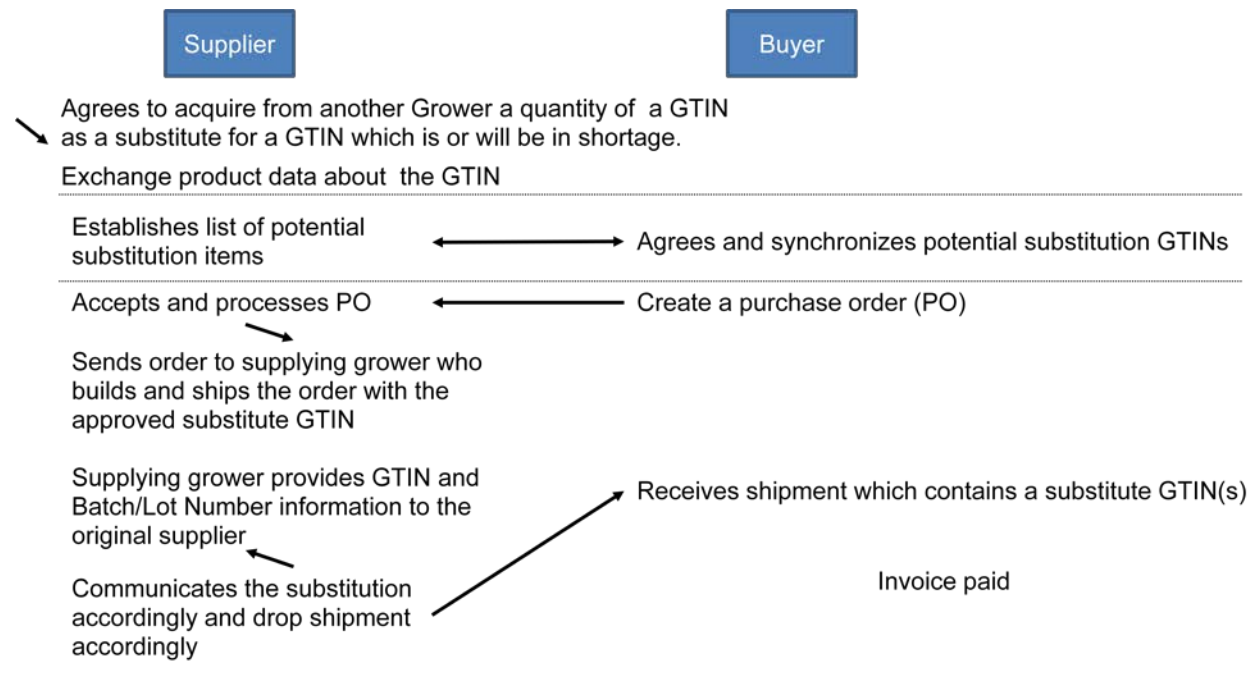 Supplier
Buyer
Agrees to acquire from another Grower a quantity of a GTIN
as a substitute for a GTIN which is or will be in shortage.
Exchange product data about the GTIN
Establishes list of potential
substitution items
Agrees and synchronizes potential substitution GTINs
Accepts and processes PO
Create a purchase order (PO)
Sends order to supplying grower who
builds and ships the order with the
approved substitute GTIN
Supplying grower provides GTIN and
Batch/Lot Number information to the
original supplier
Receives shipment which contains a substitute GTIN(s)
Communicates the substitution
accordingly and drop shipment
accordingly
Invoice paid